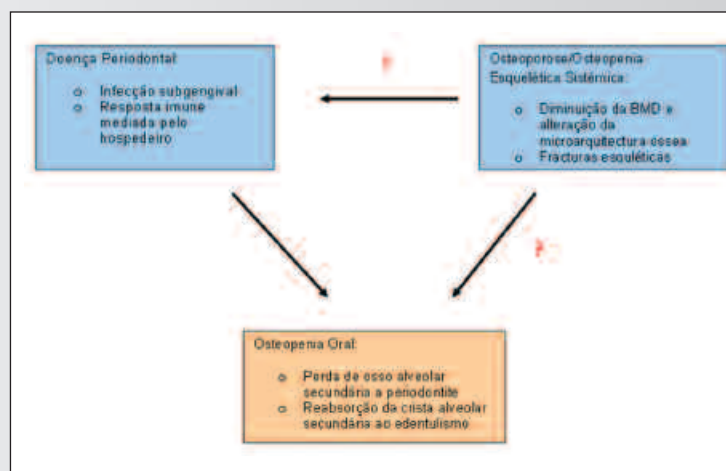 Doença Periodontal:
o Infecção subgengival
o Resposta imune
mediada pelo
hospedeiro
?
Osteoporose/Osteopenia
Esquelética Sistémica:
o Diminuição da BMD e
alteração da
microarquitectura óssea
o Fracturas esquléticas
?
Osteopenia Oral:
o Perda de osso alveolar
secundária a periodontite
o Reabsorção da crista alveolar
secundária ao edentulismo